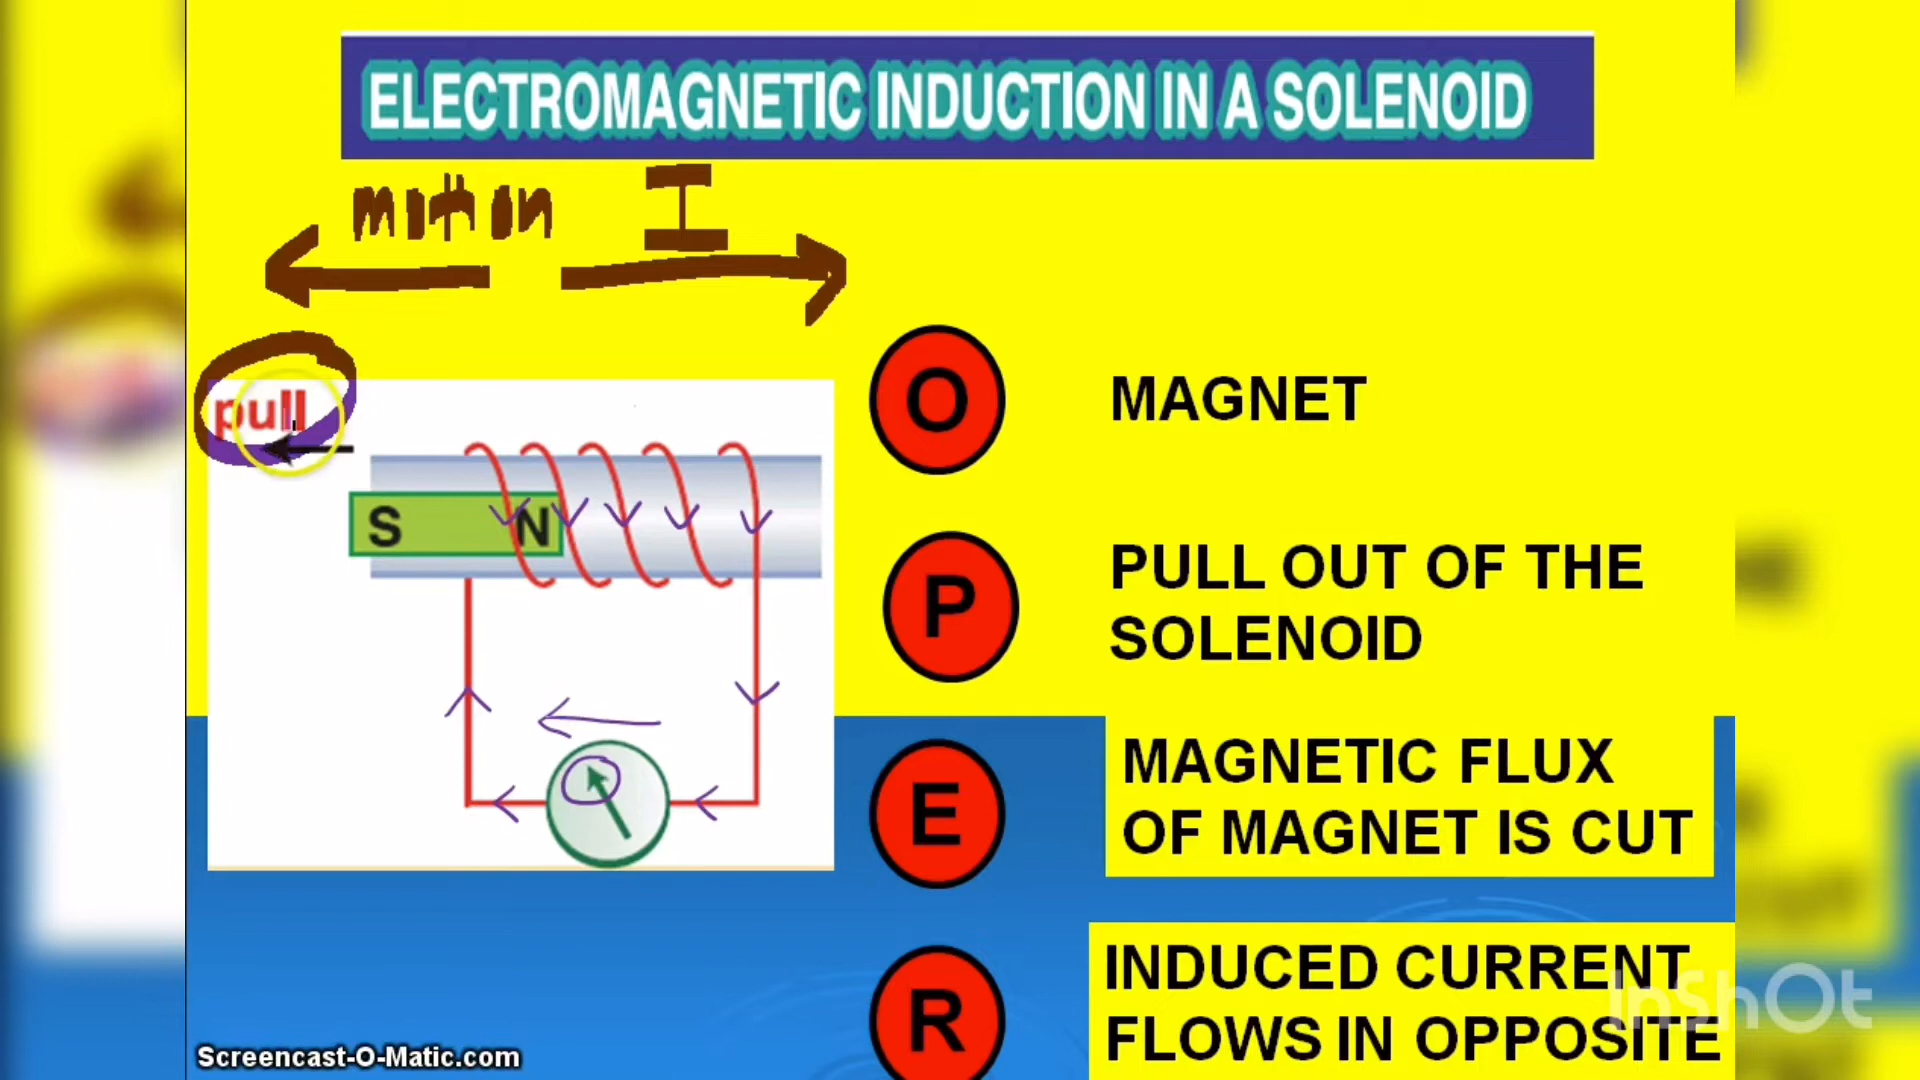 ELECTROMAGNETIC INDUCTION IN A SOLENOID
motion I
pull
S N
O MAGNET
P PULL OUT OF THE
SOLENOID
E MAGNETIC FLUX
OF MAGNET IS CUT
R INDUCED CURRENT
FLOWS IN OPPOSITE
InShOt
Screencast-O-Matic.com